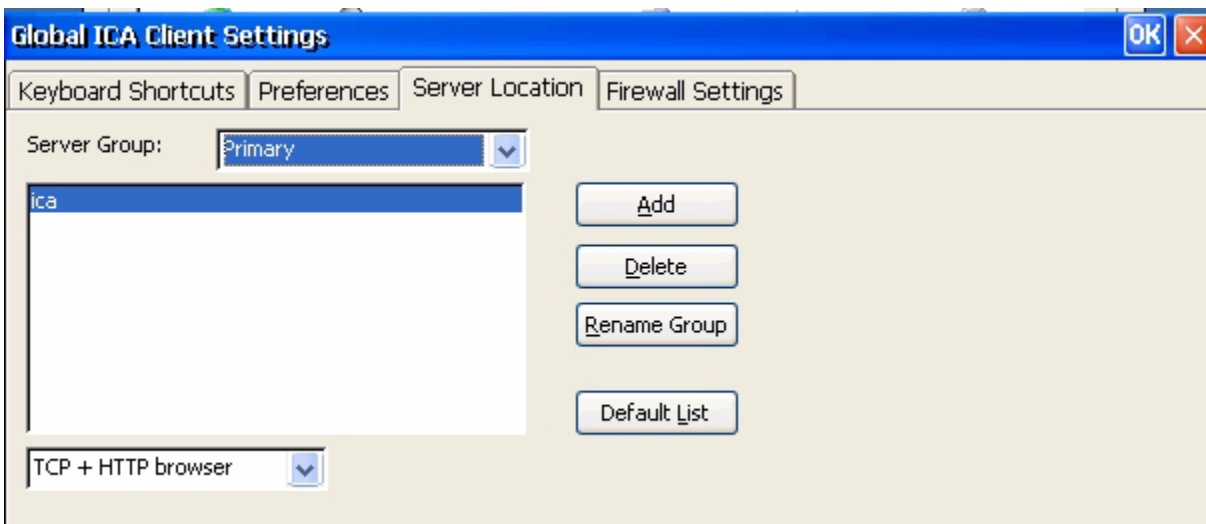 Global ICA Client Settings OK
Keyboard Shortcuts Preferences Server Location Firewall Settings
Server Group: Primary
ica
Add
Delete
Rename Group
Default List
TCP + HTTP browser